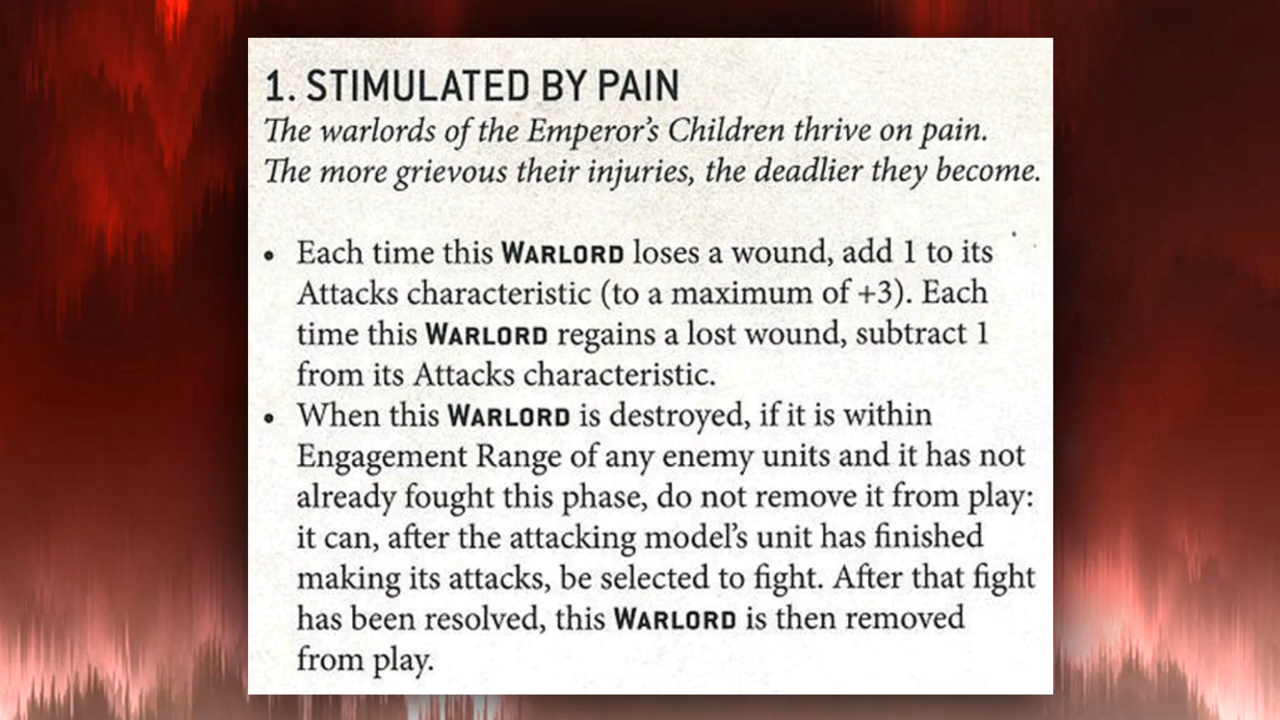 1. STIMULATED BY PAIN
The warlords of the Emperor’s Children thrive on pain.
The more grievous their injuries, the deadlier they become.
• Each time this WARLORD loses a wound, add 1 to its
Attacks characteristic (to a maximum of +3). Each
time this WARLORD regains a lost wound, subtract 1
from its Attacks characteristic.
• When this WARLORD is destroyed, if it is within
Engagement Range of any enemy units and it has not
already fought this phase, do not remove it from play:
it can, after the attacking model’s unit has finished
making its attacks, be selected to fight. After that fight
has been resolved, this WARLORD is then removed
from play.